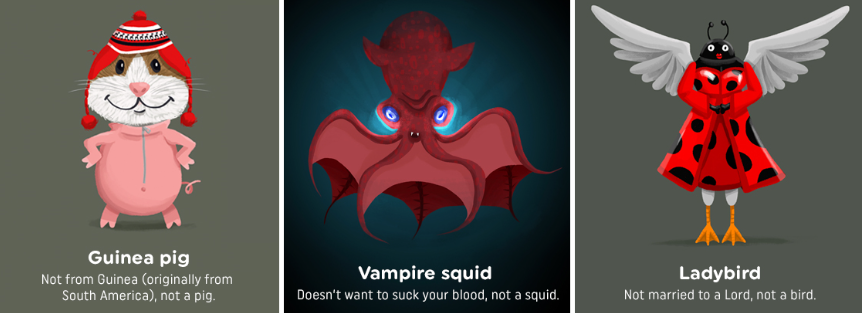 Guinea pig
Not from Guinea (originally from
South America), not a pig.
Vampire squid
Doesn't want to suck your blood, not a squid.
Ladybird
Not married to a Lord, not a bird.